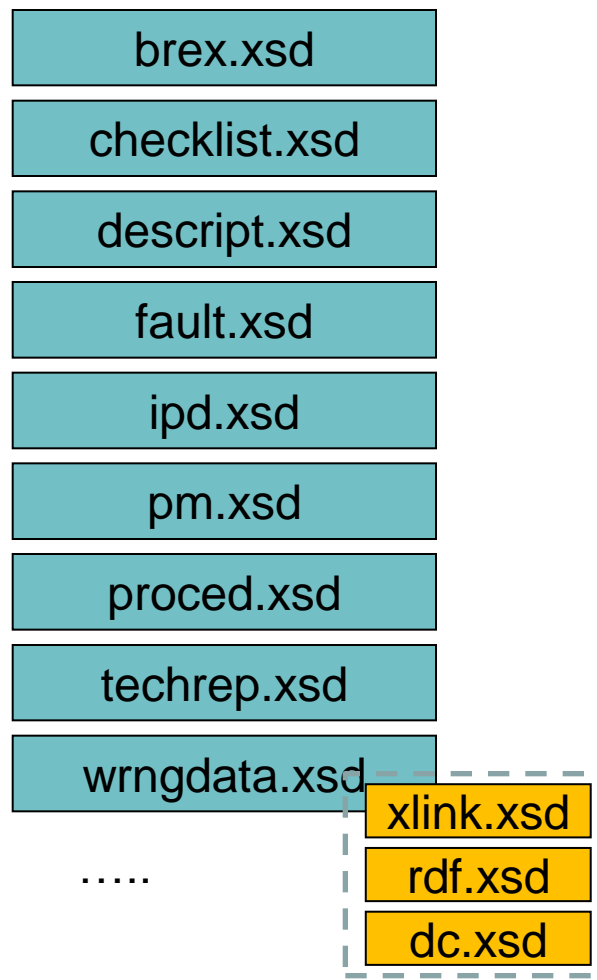 brex.xsd
checklist.xsd
descript.xsd
fault.xsd
ipd.xsd
pm.xsd
proced.xsd
techrep.xsd
wrngdata.xsd
xlink.xsd
…..
rdf.xsd
dc.xsd